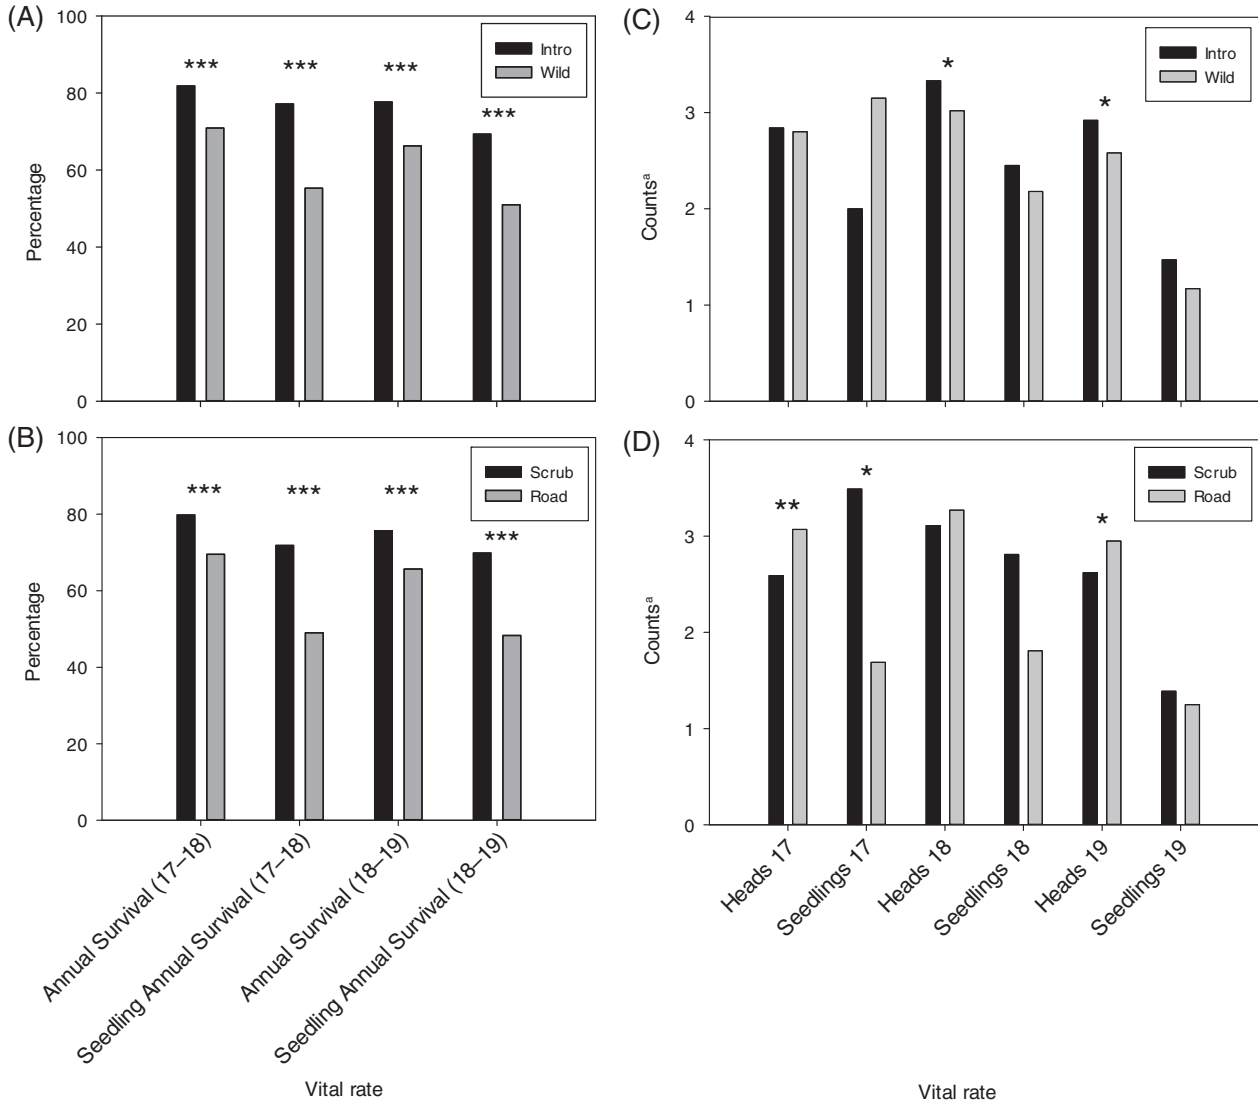 (A)
100
80
60
40
20
0
Percentage
Intro
Wild
***
***
***
***
(B)
100
80
60
40
20
0
Percentage
Scrub
Road
***
***
***
***
Annual Survival (17–18)
Seedling Annual Survival (17–18)
Annual Survival (18–19)
Seedling Annual Survival (18–19)
Vital rate
(C)
4
3
2
1
0
Countsª
Intro
Wild
*
*
(D)
4
3
2
1
0
Countsª
Scrub
Road
**
*
*
Heads 17
Seedlings 17
Heads 18
Seedlings 18
Heads 19
Seedlings 19
Vital rate